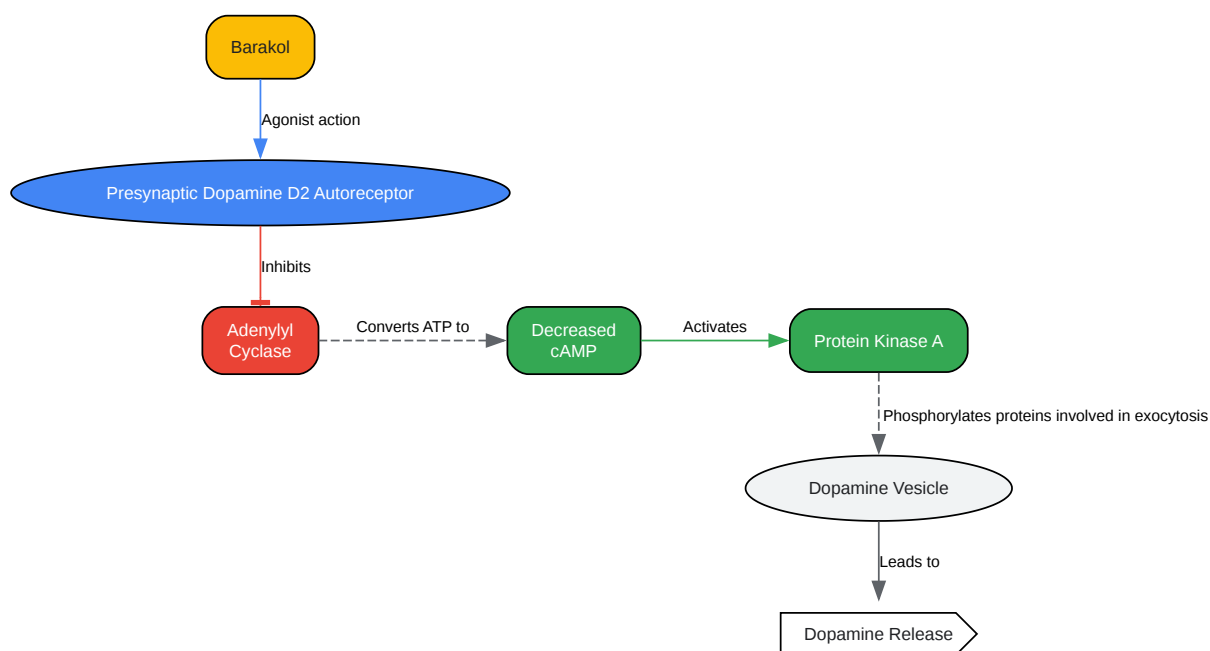 Barakol
Agonist action
Presynaptic Dopamine D2 Autoreceptor
Inhibits
Adenylyl
Cyclase
Converts ATP to
Decreased
cAMP
Activates
Protein Kinase A
Phosphorylates proteins involved in exocytosis
Dopamine Vesicle
Leads to
Dopamine Release